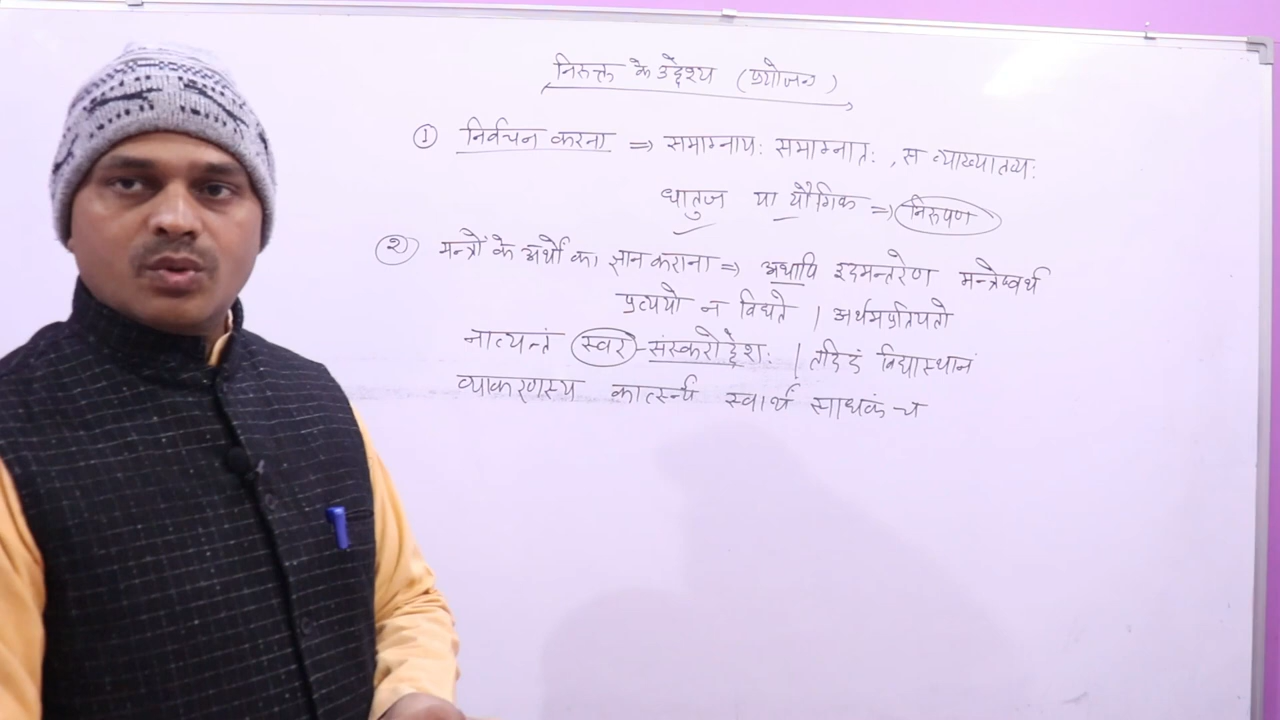 निरुक्त के उद्देश्य (प्रयोजन)
① निर्वचन करना ⇒ समाम्नायः समाम्नातः, स व्याख्यातव्यः
धातुज या यौगिक ⇒ निरूपण
② मन्त्रों के अर्थों का ज्ञान कराना ⇒ अथापि इदमन्तरेण मन्त्रेष्वर्थ
प्रत्ययो न विद्यते | अर्थमप्रतियतो
नात्यन्तं स्वर-संस्करोद्देशः | तदिदं विद्यास्थानं
व्याकरणस्य कार्त्स्न्यं स्वार्थ साधकं च